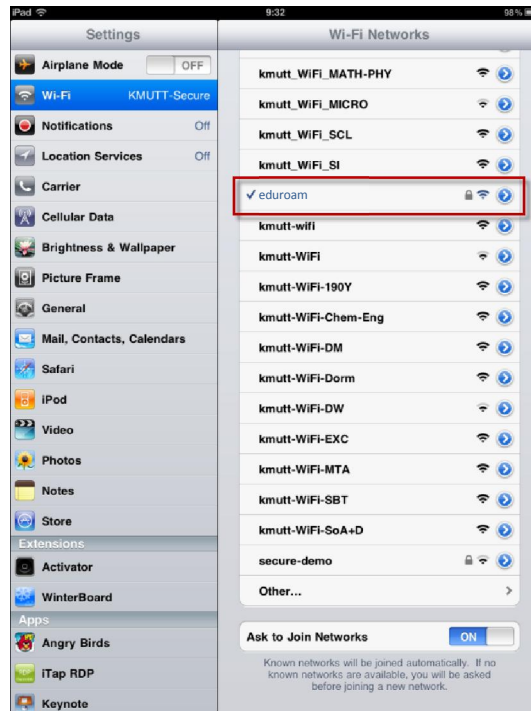 iPad 9:32 98%
Settings
Airplane Mode OFF
Wi-Fi KMUTT-Secure
Notifications Off
Location Services Off
Carrier
Cellular Data
Brightness & Wallpaper
Picture Frame
General
Mail, Contacts, Calendars
Safari
iPod
Video
Photos
Notes
Store
Extensions
Activator
WinterBoard
Apps
Angry Birds
iTap RDP
Keynote
Wi-Fi Networks
kmutt_WiFi_MATH-PHY
kmutt_WiFi_MICRO
kmutt_WiFi_SCL
kmutt_WiFi_SI
✓ eduroam
kmutt-wifi
kmutt-WiFi
kmutt-WiFi-190Y
kmutt-WiFi-Chem-Eng
kmutt-WiFi-DM
kmutt-WiFi-Dorm
kmutt-WiFi-DW
kmutt-WiFi-EXC
kmutt-WiFi-MTA
kmutt-WiFi-SBT
kmutt-WiFi-SoA+D
secure-demo
Other...
Ask to Join Networks ON
Known networks will be joined automatically. If no
known networks are available, you will be asked
before joining a new network.